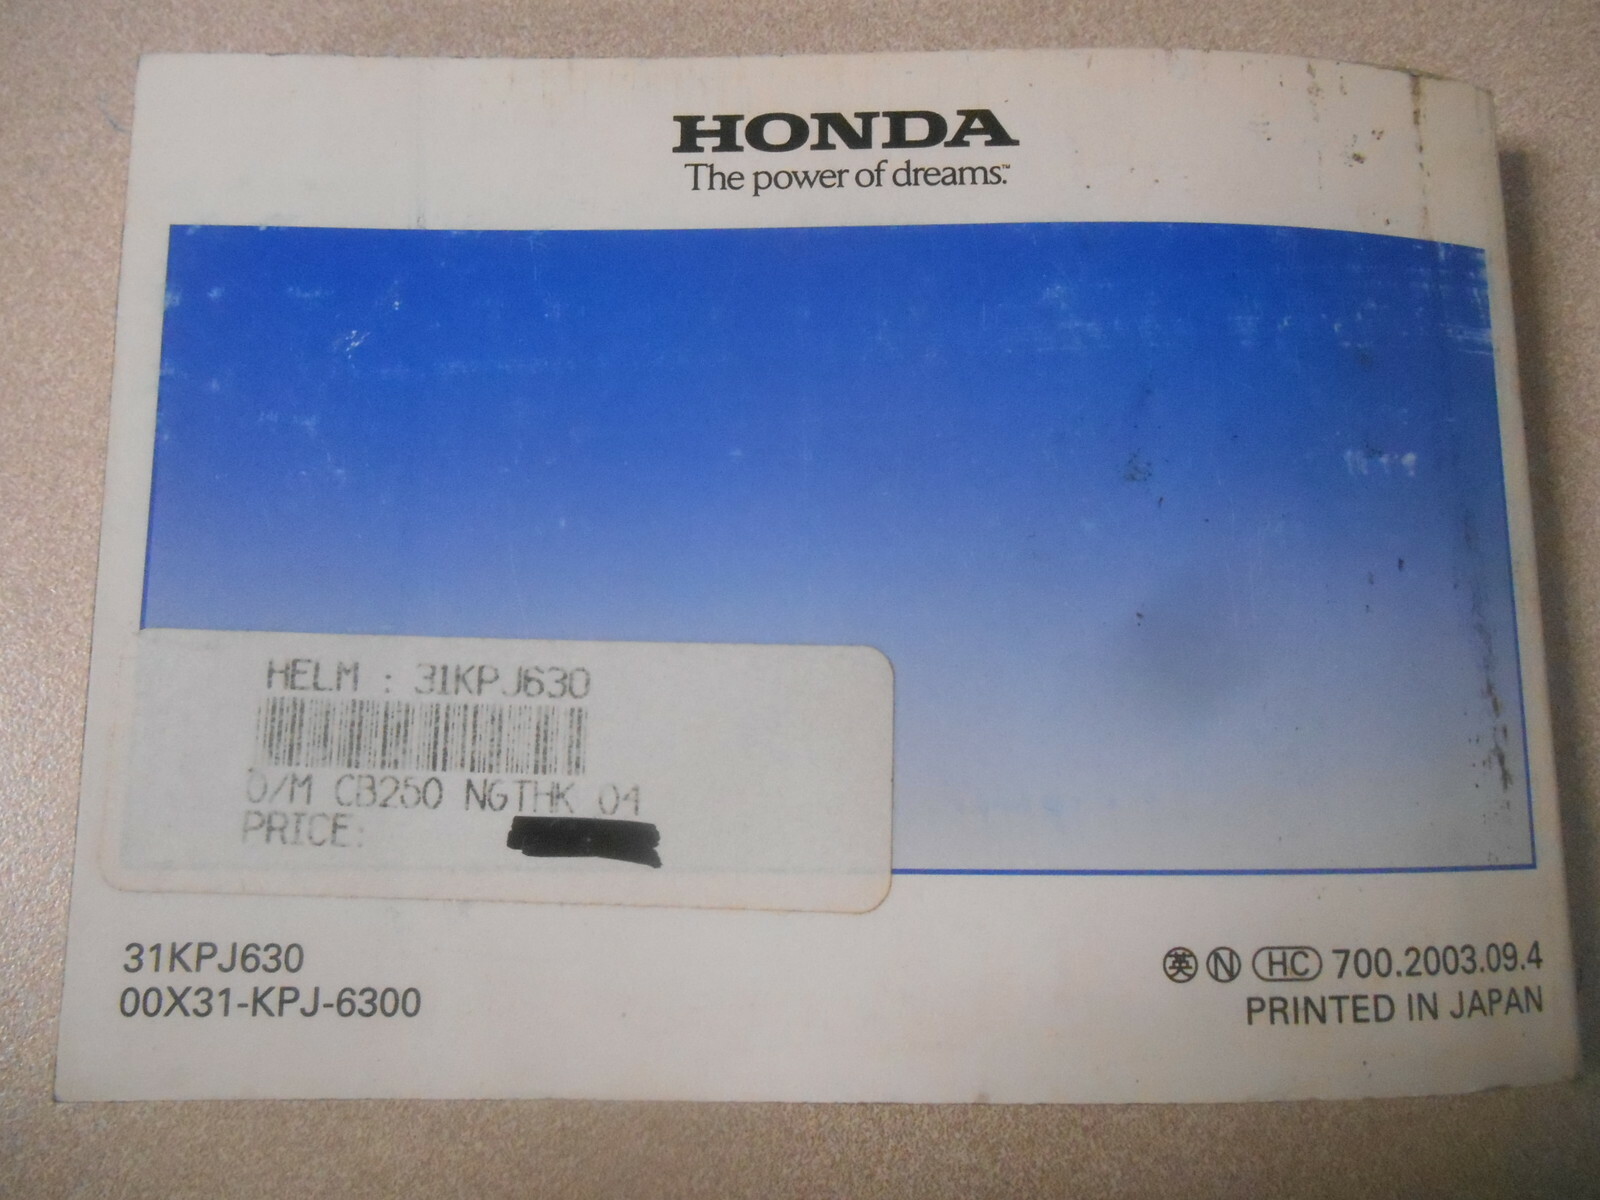 HONDA
The power of dreams.™
HELM : 31KPJ630
O/M CB250 NGTHK 04
PRICE:
31KPJ630
00X31-KPJ-6300
英 N HC 700.2003.09.4
PRINTED IN JAPAN